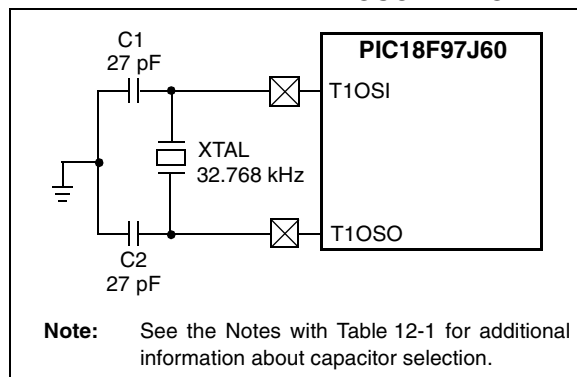 C1
27 pF
PIC18F97J60
T1OSI
XTAL
32.768 kHz
T1OSO
C2
27 pF
Note: See the Notes with Table 12-1 for additional
information about capacitor selection.